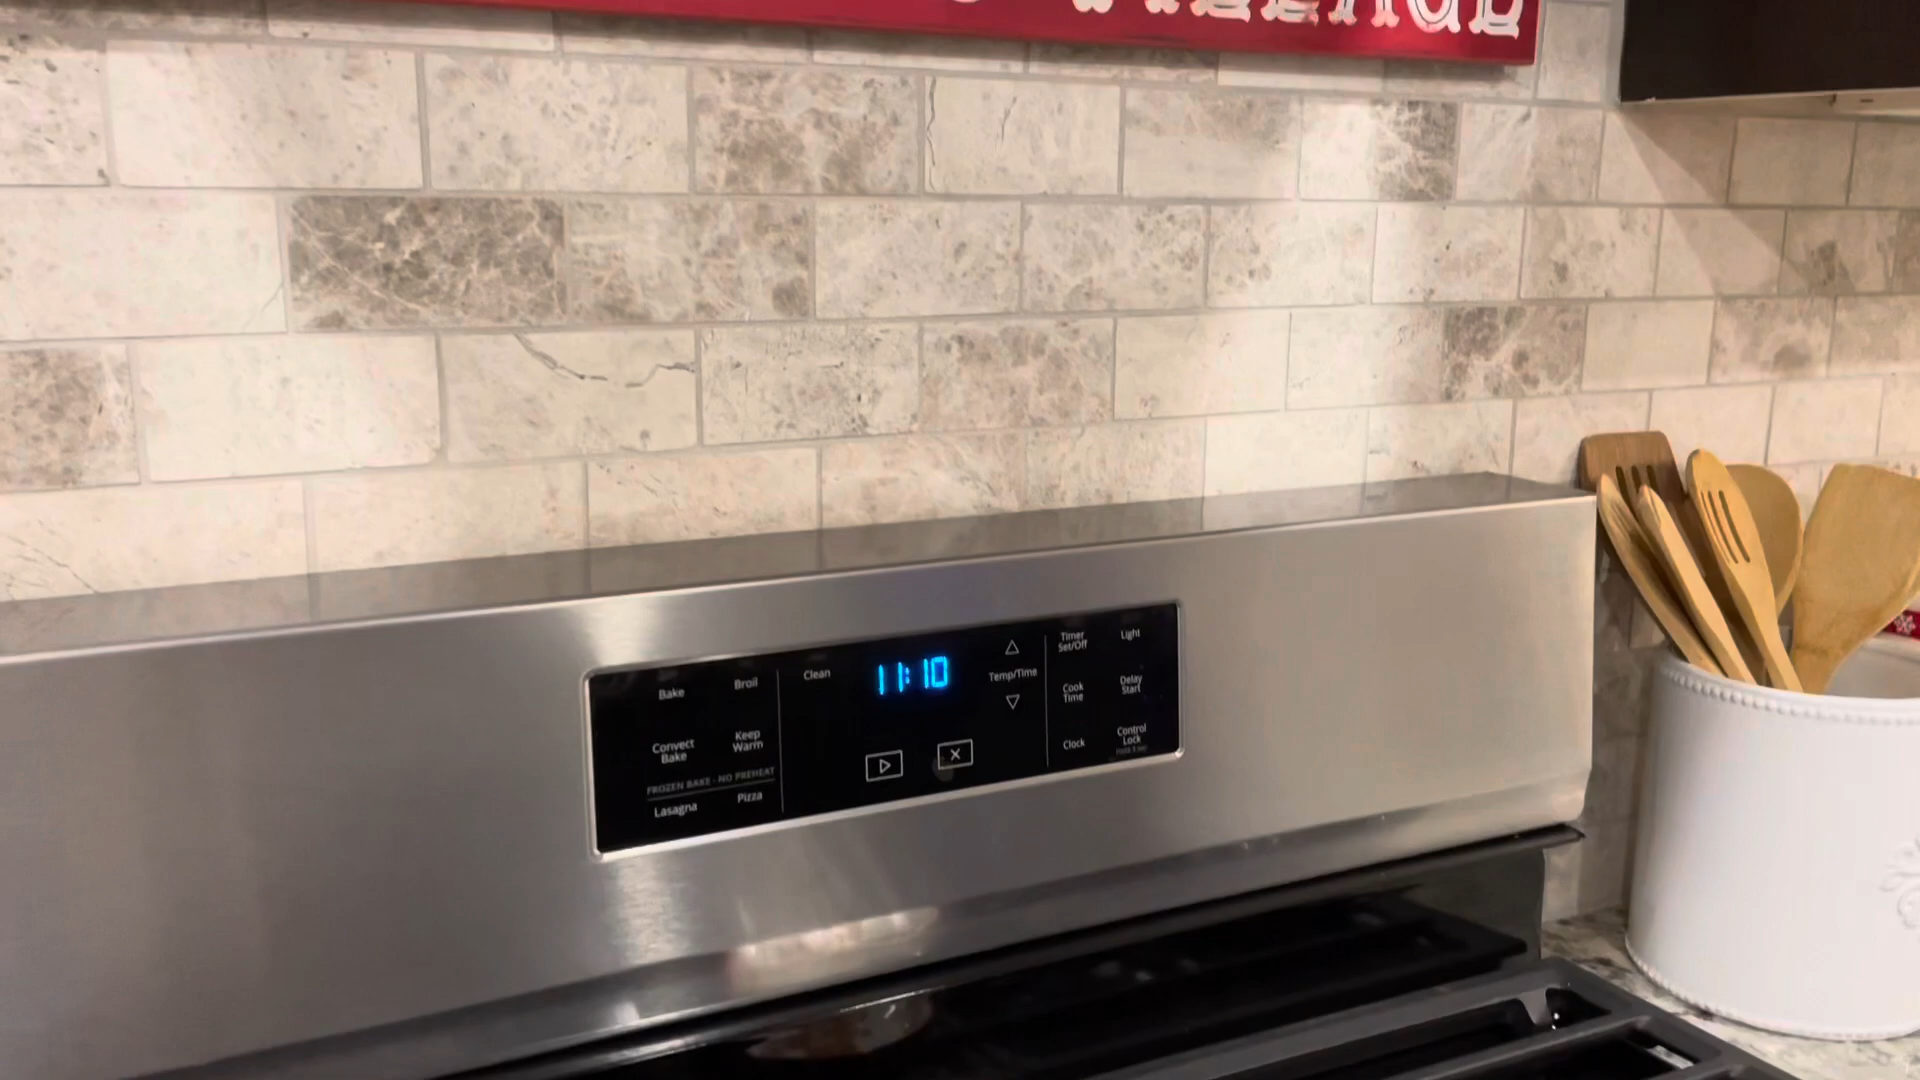 Bake
Broil
Clean
11:10
Temp/Time
Timer
Set/Off
Light
Convect
Bake
Keep
Warm
Cook
Time
Delay
Start
FROZEN BAKE - NO PREHEAT
Lasagna
Pizza
Clock
Control
Lock